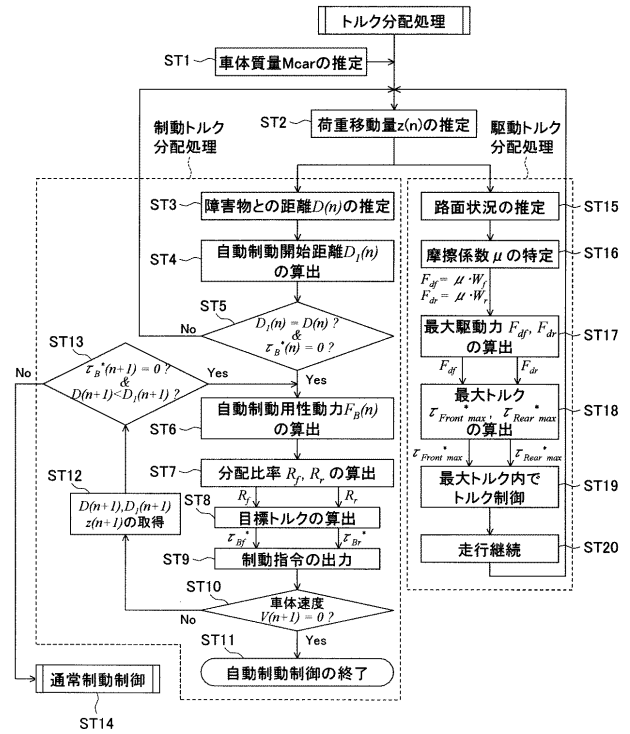 トルク分配処理
ST1
車体質量Mcarの推定
ST2
荷重移動量z(n)の推定
制動トルク
分配処理
駆動トルク
分配処理
ST3
障害物との距離D(n)の推定
ST4
自動制動開始距離D₁(n)
の算出
ST5
D₁(n) = D(n) ?
&
τB*(n) = 0 ?
No
Yes
ST13
τB*(n+1) = 0 ?
&
D(n+1)<D₁(n+1) ?
No
Yes
ST6
自動制動用性動力FB(n)
の算出
ST7
分配比率 Rf, Rr の算出
Rf
Rr
ST8
目標トルクの算出
τBf*
τBr*
ST9
制動指令の出力
ST10
車体速度
V(n+1) = 0 ?
No
Yes
ST11
自動制動制御の終了
ST12
D(n+1),D₁(n+1)
z(n+1)の取得
通常制動制御
ST14
路面状況の推定
ST15
摩擦係数μの特定
ST16
Fdf = μ·Wf
Fdr = μ·Wr
最大駆動力 Fdf, Fdr
の算出
ST17
Fdf
Fdr
最大トルク
τFront*max, τRear*max
の算出
ST18
τFront*max
τRear*max
最大トルク内で
トルク制御
ST19
走行継続
ST20